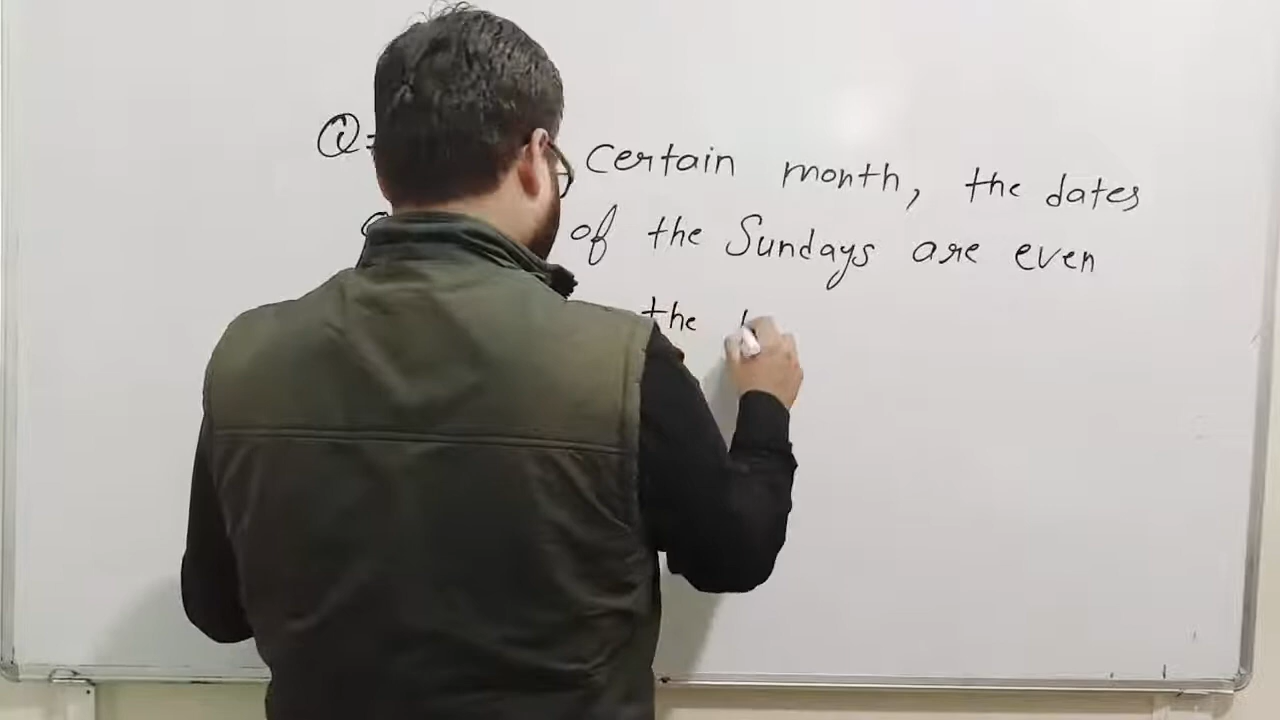 Q= certain month, the dates
of the Sundays are even
the